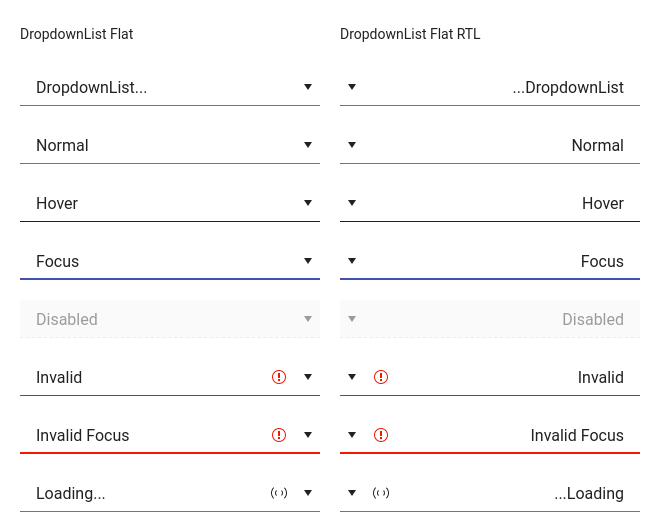 DropdownList Flat
DropdownList Flat RTL
DropdownList...
...DropdownList
Normal
Normal
Hover
Hover
Focus
Focus
Disabled
Disabled
Invalid
Invalid
Invalid Focus
Invalid Focus
Loading...
...Loading